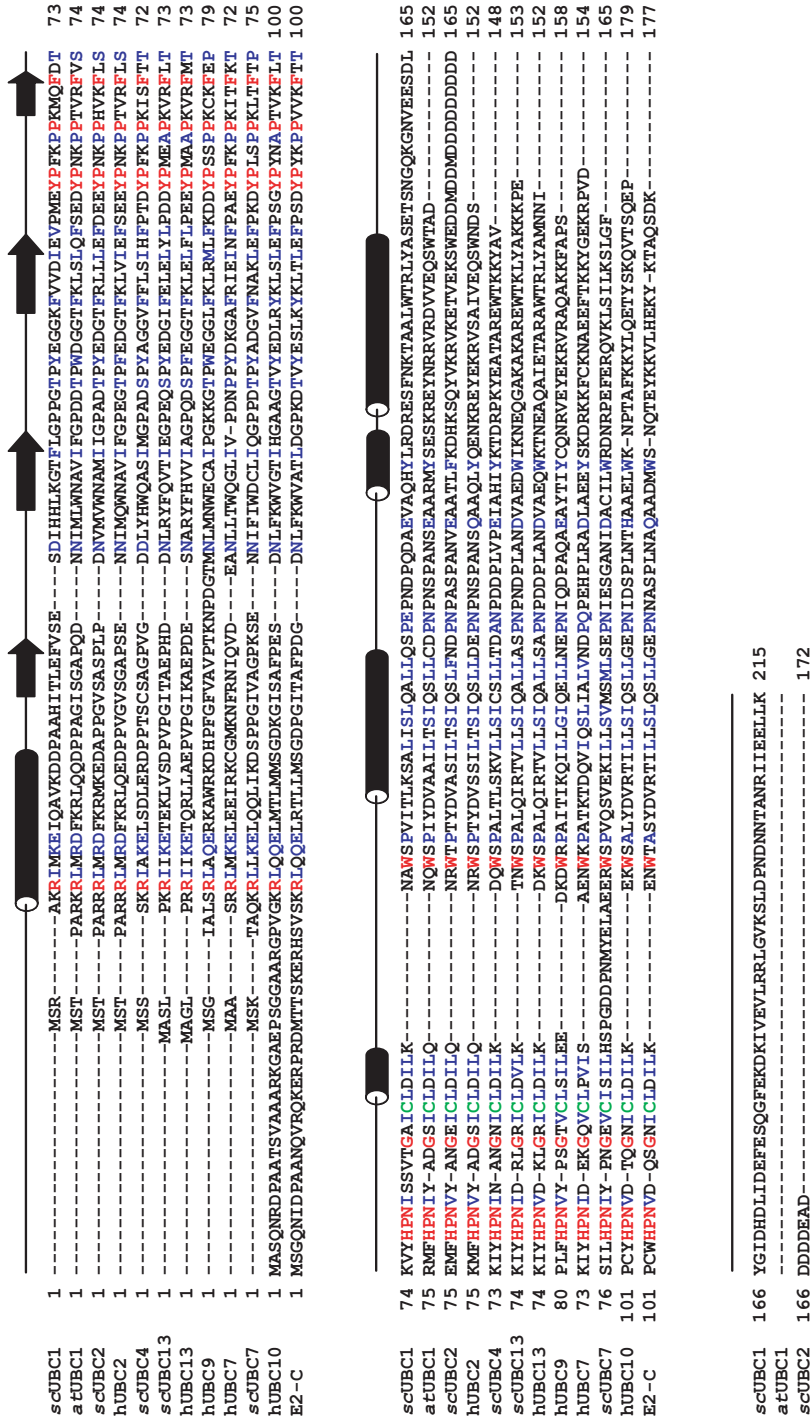 scUBC1 1 ---------------------MSR-------AKRIMKEIQAVKDDPAAHITLEFVSE----SDIHHLKGTFLGPPGTPYEGGKFVVDIEVPMEYPFKPPKMQFDT 73
atUBC1 1 ---------------------MST-----PARKRLMRDFKRLQQDPPAGISGAPQD-----NNIMLWNAVIFGPDDTPWDGGTFKLSLQFSEDYPNKPPTVRFVS 74
scUBC2 1 ---------------------MST-----PARRRLMRDFKRMKEDAPPGVSASPLP-----DNVMVWNAMIIGPADTPYEDGTFRLLLEFDEEYPNKPPHVKFLS 74
hUBC2 1 ---------------------MST-----PARRRLMRDFKRLQEDPPVGVSGAPSE-----NNIMQWNAVIFGPEGTPFEDGTFKLVIEFSEEYPNKPPTVRFLS 74
scUBC4 1 ---------------------MSS-------SKRIAKELSDLERDPPTSCSAGPVG-----DDLYHWQASIMGPADSPYAGGVFFLSIHFPTDYPFKPPKISFTT 72
scUBC13 1 ---------------------MASL------PKRIIKETEKLVSDPVPGITAEPHD-----DNLRYFQVTIEGPEQSPYEDGIFELELYLPDDYPMEAPKVRFLT 73
hUBC13 1 ---------------------MAGL------PRRIIKETQRLLAEPVPGIKAEPDE-----SNARYFHVVIAGPQDSPFEGGTFKLELFLPEEYPMAAPKVRFMT 73
hUBC9 1 ---------------------MSG-----IALSRLAQERKAWRKDHPFGFVAVPTKNPDGTMNLMNWECAIPGKKGTPWEGGLFKLRMLFKDDYPSSPPKCKFEP 79
hUBC7 1 ---------------------MAA-------SRRLMKELEEIRKCGMKNFRNIQVD----EANLLTWQGLIV-PDNPPYDKGAFRIEINFPAEYPFKPPKITFKT 72
scUBC7 1 ---------------------MSK-----TAQKRLLKELQQLIKDSPPGIVAGPKSE----NNIFIWDCLIQGPPDTPYADGVFNAKLEFPKDYPLSPPKLTFTP 75
hUBC10 1 MASQNRDPAATSVAAARKGAEPSGGAARGPVGKRLQQELMTLMMSGDKGISAFPES-----DNLFKWVGTIHGAAGTVYEDLRYKLSLEFPSGYPYNAPTVKFLT 100
E2-C 1 MSGQNIDPAANQVRQKERPRDMTTSKERHSVSKRLQQELRTLLMSGDPGITAFPDG-----DNLFKWVATLDGPKDTVYESLKYKLTLEFPSDYPYKPPVVKFTT 100
scUBC1 74 KVYHPNISSVTGAICLDILK-------------NAWSPVITLKSALISLQALLQSPEPNDPQDAEVAQHYLRDRESFNKTAALWTRLYASETSNGQKGNVEESDL 165
atUBC1 75 RMFHPNIY-ADGSICLDILQ-------------NQWSPIYDVAAILTSIQSLLCDPNPNSPANSEAARMYSESKREYNRRVRDVVEQSWTAD------------- 152
scUBC2 75 EMFHPNVY-ANGEICLDILQ-------------NRWTPTYDVASILTSIQSLFNDPNPASPANVEAATLFKDHKSQYVKRVKETVEKSWEDDMDDMDDDDDDDDD 165
hUBC2 75 KMFHPNVY-ADGSICLDILQ-------------NRWSPTYDVSSILTSIQSLLDEPNPNSPANSQAAQLYQENKREYEKRVSAIVEQSWNDS------------- 152
scUBC4 73 KIYHPNIN-ANGNICLDILK-------------DQWSPALTLSKVLLSICSLLTDANPDDPLVPEIAHIYKTDRPKYEATAREWTKKYAV--------------- 148
scUBC13 74 KIYHPNID-RLGRICLDVLK-------------TNWSPALQIRTVLLSIQALLASPNPNDPLANDVAEDWIKNEQGAKAKAREWTKLYAKKKPE----------- 153
hUBC13 74 KIYHPNVD-KLGRICLDILK-------------DKWSPALQIRTVLLSIQALLSAPNPDDPLANDVAEQWKTNEAQAIETARAWTRLYAMNNI------------ 152
hUBC9 80 PLFHPNVY-PSGTVCLSILEE-----------DKDWRPAITIKQILLGIQELLNEPNIQDPAQAEAYTIYCQNRVEYEKRVRAQAKKFAPS-------------- 158
hUBC7 73 KIYHPNID-EKGQVCLPVIS------------AENWKPATKTDQVIQSLIALVNDPQPEHPLRADLAEEYSKDRKKFCKNAEEFTKKYGEKRPVD---------- 154
scUBC7 76 SILHPNIY-PNGEVCISILHSPGDDPNMYELAEERWSPVQSVEKILLSVMSMLSEPNIESGANIDACILWRDNRPEFERQVKLSILKSLGF-------------- 165
hUBC10 101 PCYHPNVD-TQGNICLDILK-------------EKWSALYDVRTILLSIQSLLGEPNIDSPLNTHAAELWK-NPTAFKKYLQETYSKQVTSQEP----------- 179
E2-C 101 PCWHPNVD-QSGNICLDILK-------------ENWTASYDVRTILLSLQSLLGEPNNASPLNAQAADMWS-NQTEYKKVLHEKY-KTAQSDK------------ 177
scUBC1 166 YGIDHDLIDEFESQGFEKDKIVEVLRRLGVKSLDPNDNNTANRIIEELLK 215
atUBC1 --------------------------------------------------
scUBC2 166 DDDDEAD------------------------------------------- 172